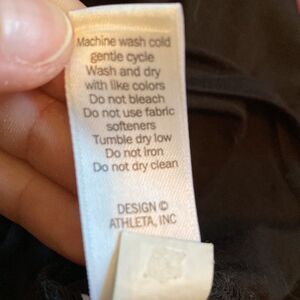 Machine wash cold
gentle cycle
Wash and dry
with like colors
Do not bleach
Do not use fabric
softeners
Tumble dry low
Do not iron
Do not dry clean
DESIGN ©
ATHLETA, INC